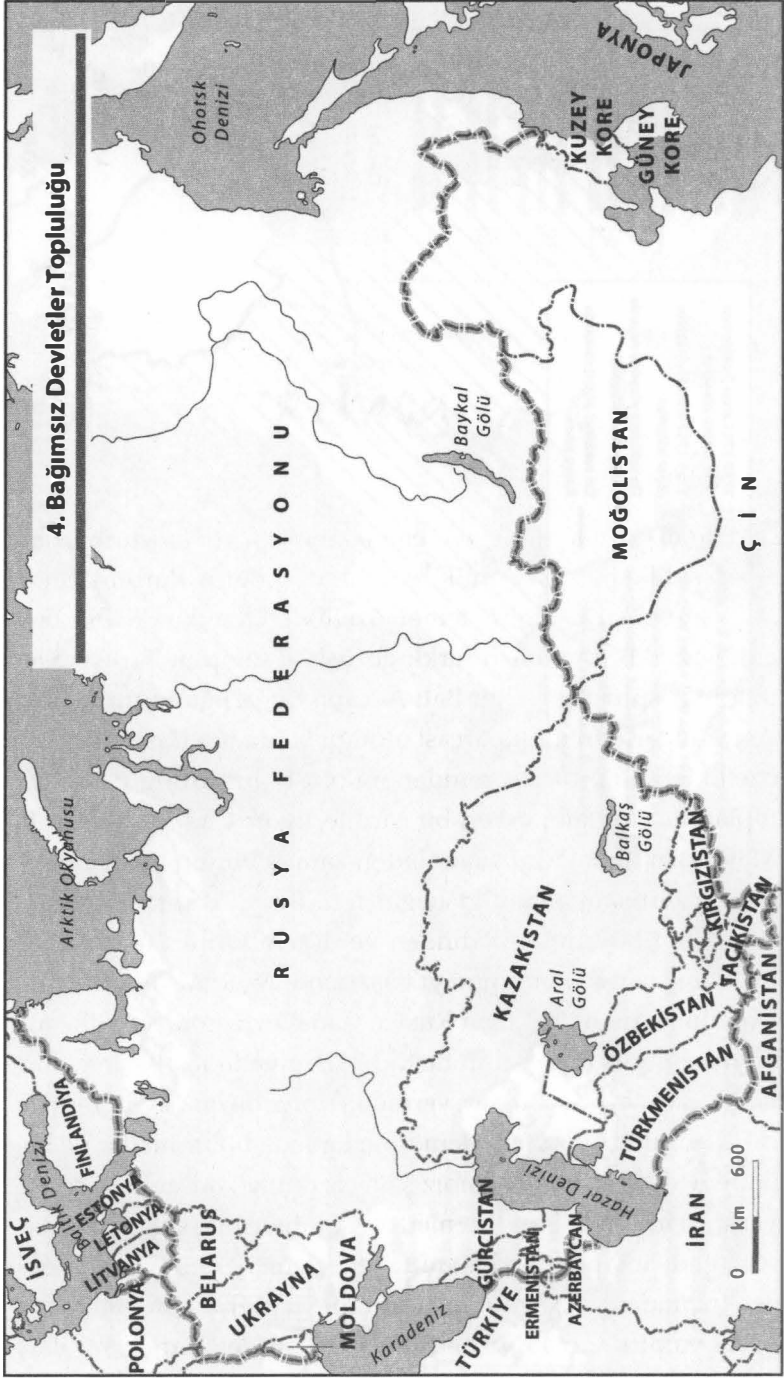 4. Bağımsız Devletler Topluluğu
İSVEÇ
Baltık Denizi
FİNLANDİYA
ESTONYA
LETONYA
LİTVANYA
POLONYA
BELARUS
UKRAYNA
MOLDOVA
Karadeniz
TÜRKİYE
GÜRCİSTAN
ERMENİSTAN
AZERBAYCAN
Hazar Denizi
İRAN
0 km 600
Arktik Okyanusu
RUSYA FEDERASYONU
KAZAKİSTAN
Aral
Gölü
Balkaş
Gölü
ÖZBEKİSTAN
TÜRKMENİSTAN
KIRGIZİSTAN
TACİKİSTAN
AFGANİSTAN
Baykal
Gölü
MOĞOLİSTAN
ÇİN
Ohotsk
Denizi
KUZEY
KORE
GÜNEY
KORE
JAPONYA